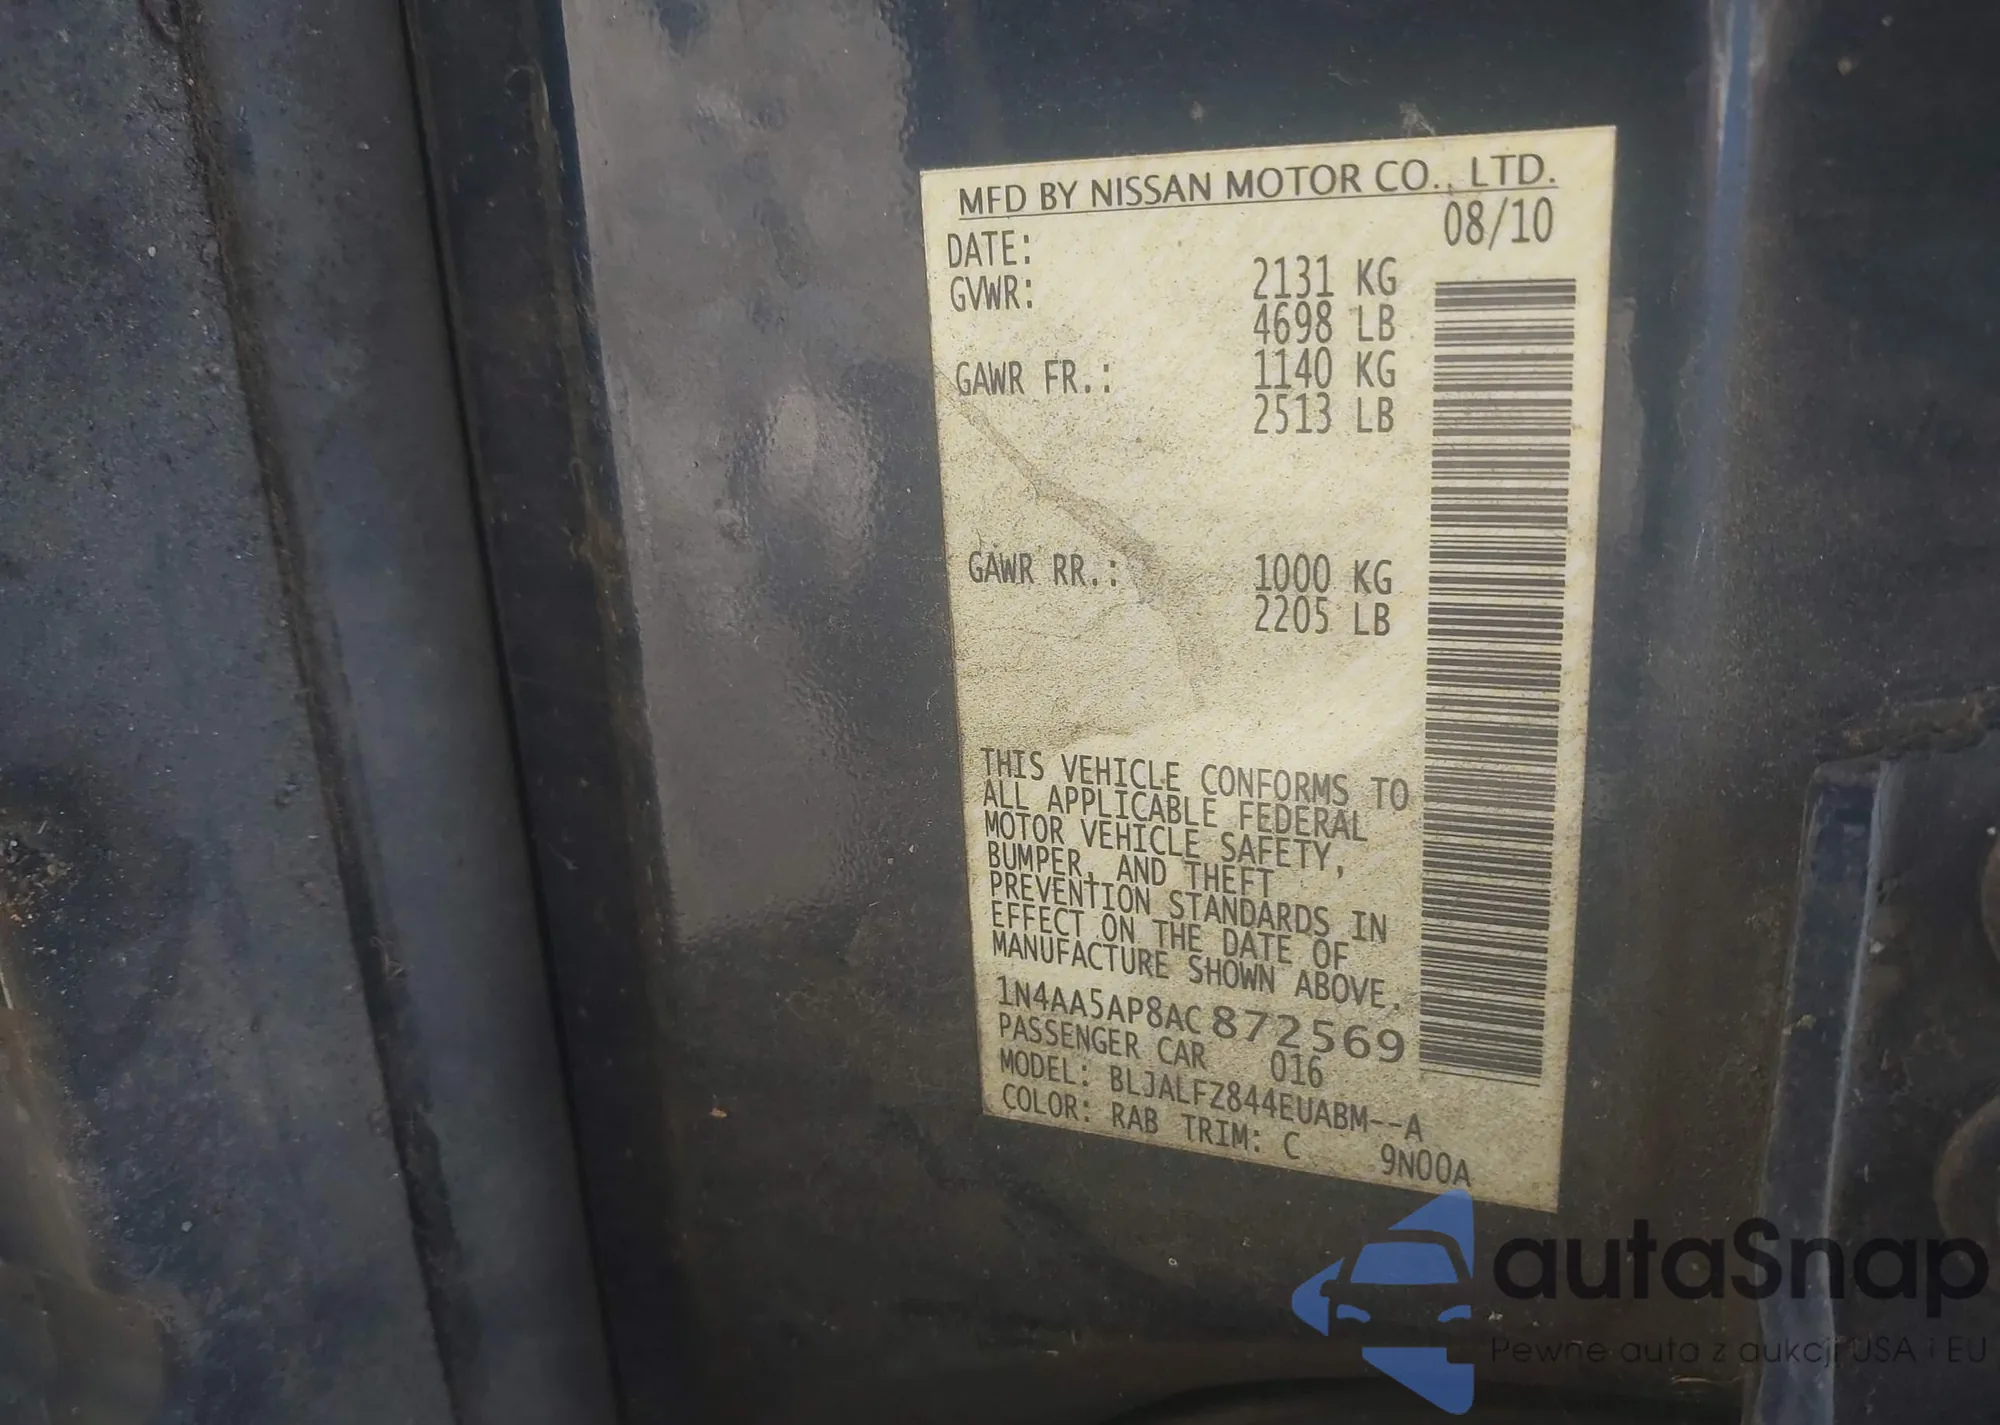 MFD BY NISSAN MOTOR CO., LTD.
DATE: 08/10
GVWR: 2131 KG
4698 LB
GAWR FR.: 1140 KG
2513 LB
GAWR RR.: 1000 KG
2205 LB
THIS VEHICLE CONFORMS TO
ALL APPLICABLE FEDERAL
MOTOR VEHICLE SAFETY,
BUMPER, AND THEFT
PREVENTION STANDARDS IN
EFFECT ON THE DATE OF
MANUFACTURE SHOWN ABOVE.
1N4AA5AP8AC872569
PASSENGER CAR 016
MODEL: BLJALFZ844EUABM--A
COLOR: RAB TRIM: C 9N00A
autaSnap
Pewne auta z aukcji USA i EU